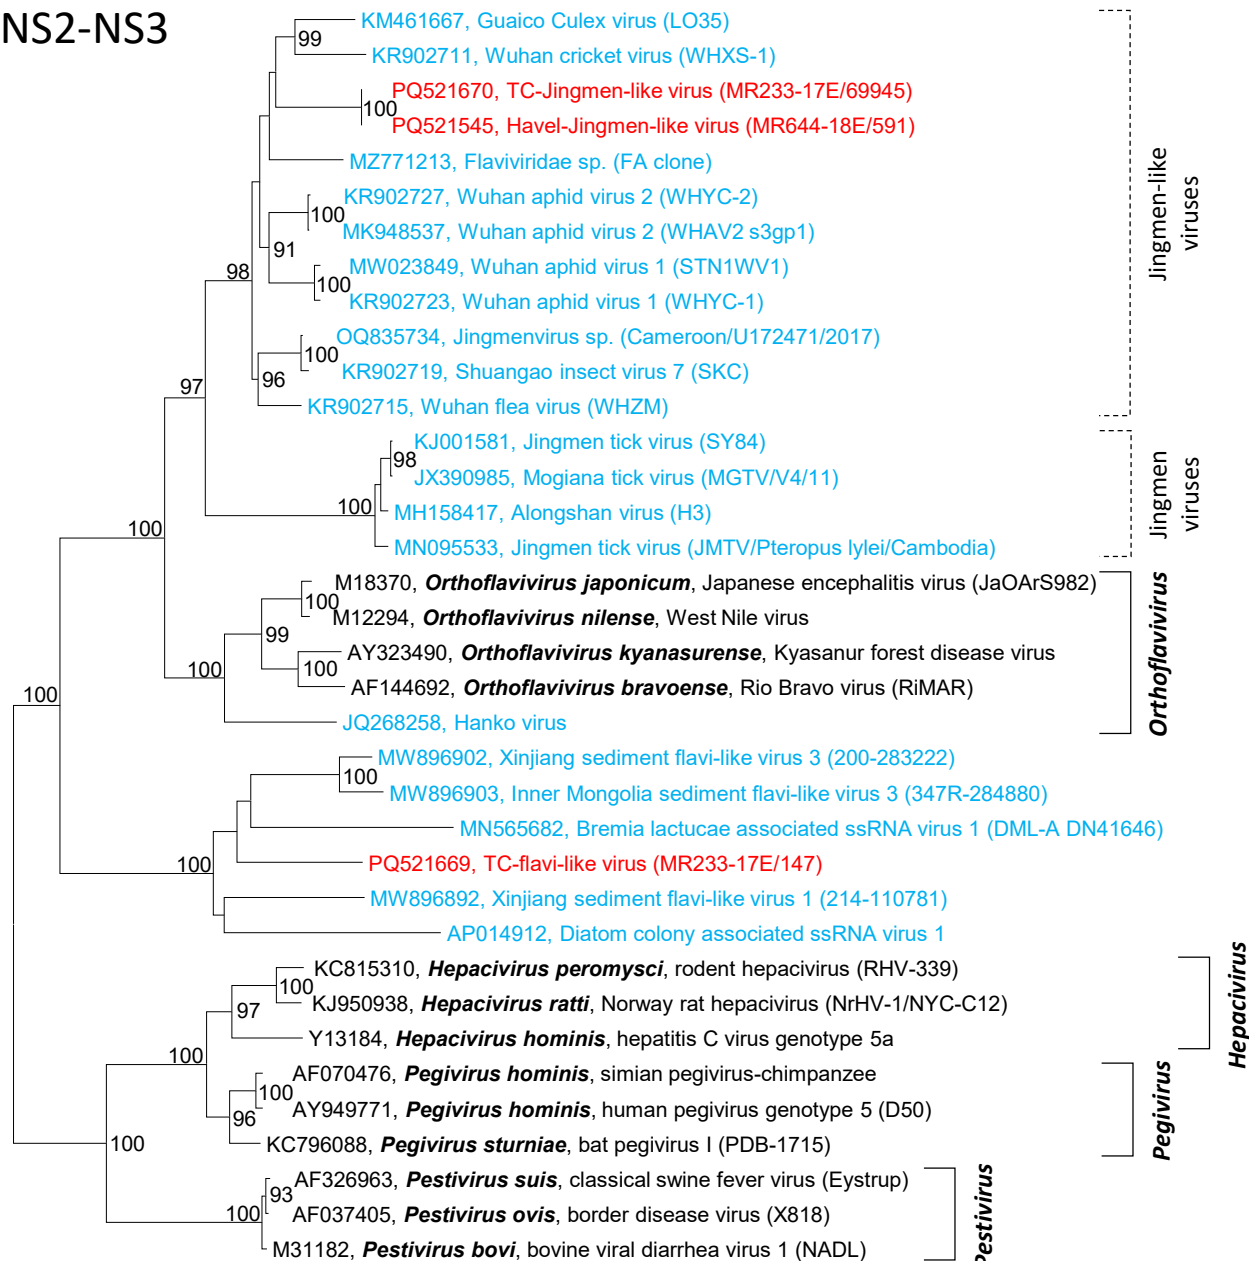 NS2-NS3
KM461667, Guaico Culex virus (LO35)
99
KR902711, Wuhan cricket virus (WHXS-1)
PQ521670, TC-Jingmen-like virus (MR233-17E/69945)
100
PQ521545, Havel-Jingmen-like virus (MR644-18E/591)
MZ771213, Flaviviridae sp. (FA clone)
Jingmen-like
viruses
KR902727, Wuhan aphid virus 2 (WHYC-2)
100
MK948537, Wuhan aphid virus 2 (WHAV2 s3gp1)
91
MW023849, Wuhan aphid virus 1 (STN1WV1)
98
100
KR902723, Wuhan aphid virus 1 (WHYC-1)
OQ835734, Jingmenvirus sp. (Cameroon/U172471/2017)
100
KR902719, Shuangao insect virus 7 (SKC)
96
97
KR902715, Wuhan flea virus (WHZM)
KJ001581, Jingmen tick virus (SY84)
98
JX390985, Mogiana tick virus (MGTV/V4/11)
Jingmen
viruses
100
MH158417, Alongshan virus (H3)
100
MN095533, Jingmen tick virus (JMTV/Pteropus lylei/Cambodia)
M18370, Orthoflavivirus japonicum, Japanese encephalitis virus (JaOArS982)
100
M12294, Orthoflavivirus nilense, West Nile virus
99
AY323490, Orthoflavivirus kyanasurense, Kyasanur forest disease virus
100
100
AF144692, Orthoflavivirus bravoense, Rio Bravo virus (RiMAR)
Orthoflavivirus
100
JQ268258, Hanko virus
MW896902, Xinjiang sediment flavi-like virus 3 (200-283222)
100
MW896903, Inner Mongolia sediment flavi-like virus 3 (347R-284880)
MN565682, Bremia lactucae associated ssRNA virus 1 (DML-A DN41646)
100
PQ521669, TC-flavi-like virus (MR233-17E/147)
MW896892, Xinjiang sediment flavi-like virus 1 (214-110781)
AP014912, Diatom colony associated ssRNA virus 1
KC815310, Hepacivirus peromysci, rodent hepacivirus (RHV-339)
100
KJ950938, Hepacivirus ratti, Norway rat hepacivirus (NrHV-1/NYC-C12)
97
Hepacivirus
Y13184, Hepacivirus hominis, hepatitis C virus genotype 5a
100
AF070476, Pegivirus hominis, simian pegivirus-chimpanzee
100
AY949771, Pegivirus hominis, human pegivirus genotype 5 (D50)
96
Pegivirus
100
KC796088, Pegivirus sturniae, bat pegivirus I (PDB-1715)
AF326963, Pestivirus suis, classical swine fever virus (Eystrup)
93
100
AF037405, Pestivirus ovis, border disease virus (X818)
Pestivirus
M31182, Pestivirus bovi, bovine viral diarrhea virus 1 (NADL)